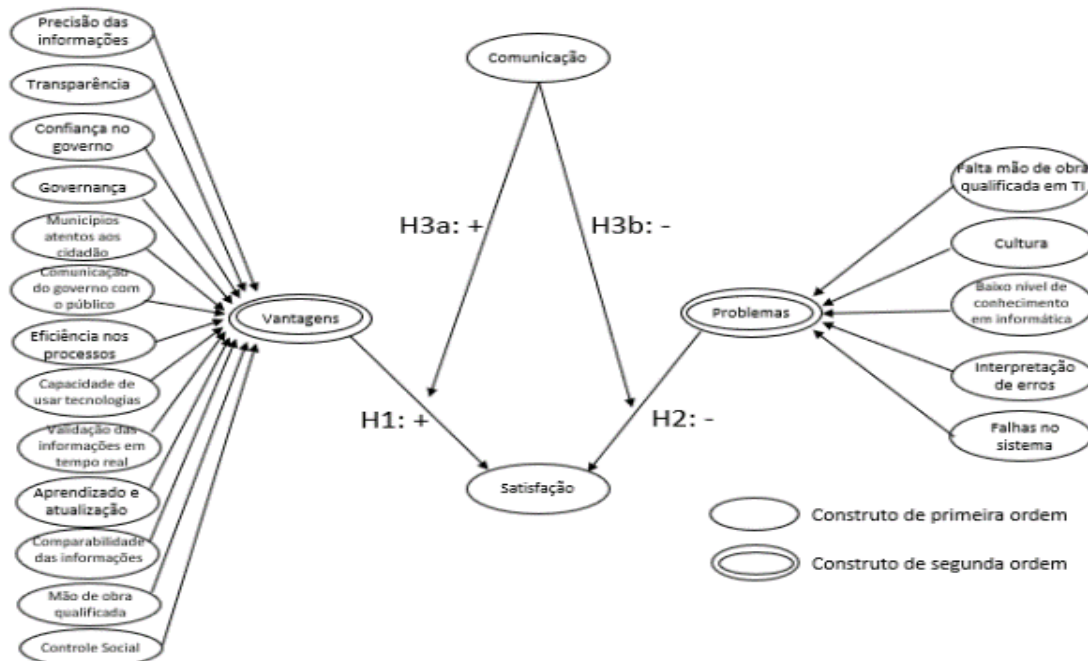 Precisão das
informações
Transparência
Confiança no
governo
Governança
Municípios
atentos aos
cidadão
Comunicação
do governo com
o público
Eficiência nos
processos
Capacidade de
usar tecnologias
Validação das
informações em
tempo real
Aprendizado e
atualização
Comparabilidade
das informações
Mão de obra
qualificada
Controle Social
Vantagens
Comunicação
H3a: +
H3b: -
H1: +
H2: -
Satisfação
Problemas
Falta mão de obra
qualificada em TI
Cultura
Baixo nível de
conhecimento
em informática
Interpretação
de erros
Falhas no
sistema
Construto de primeira ordem
Construto de segunda ordem